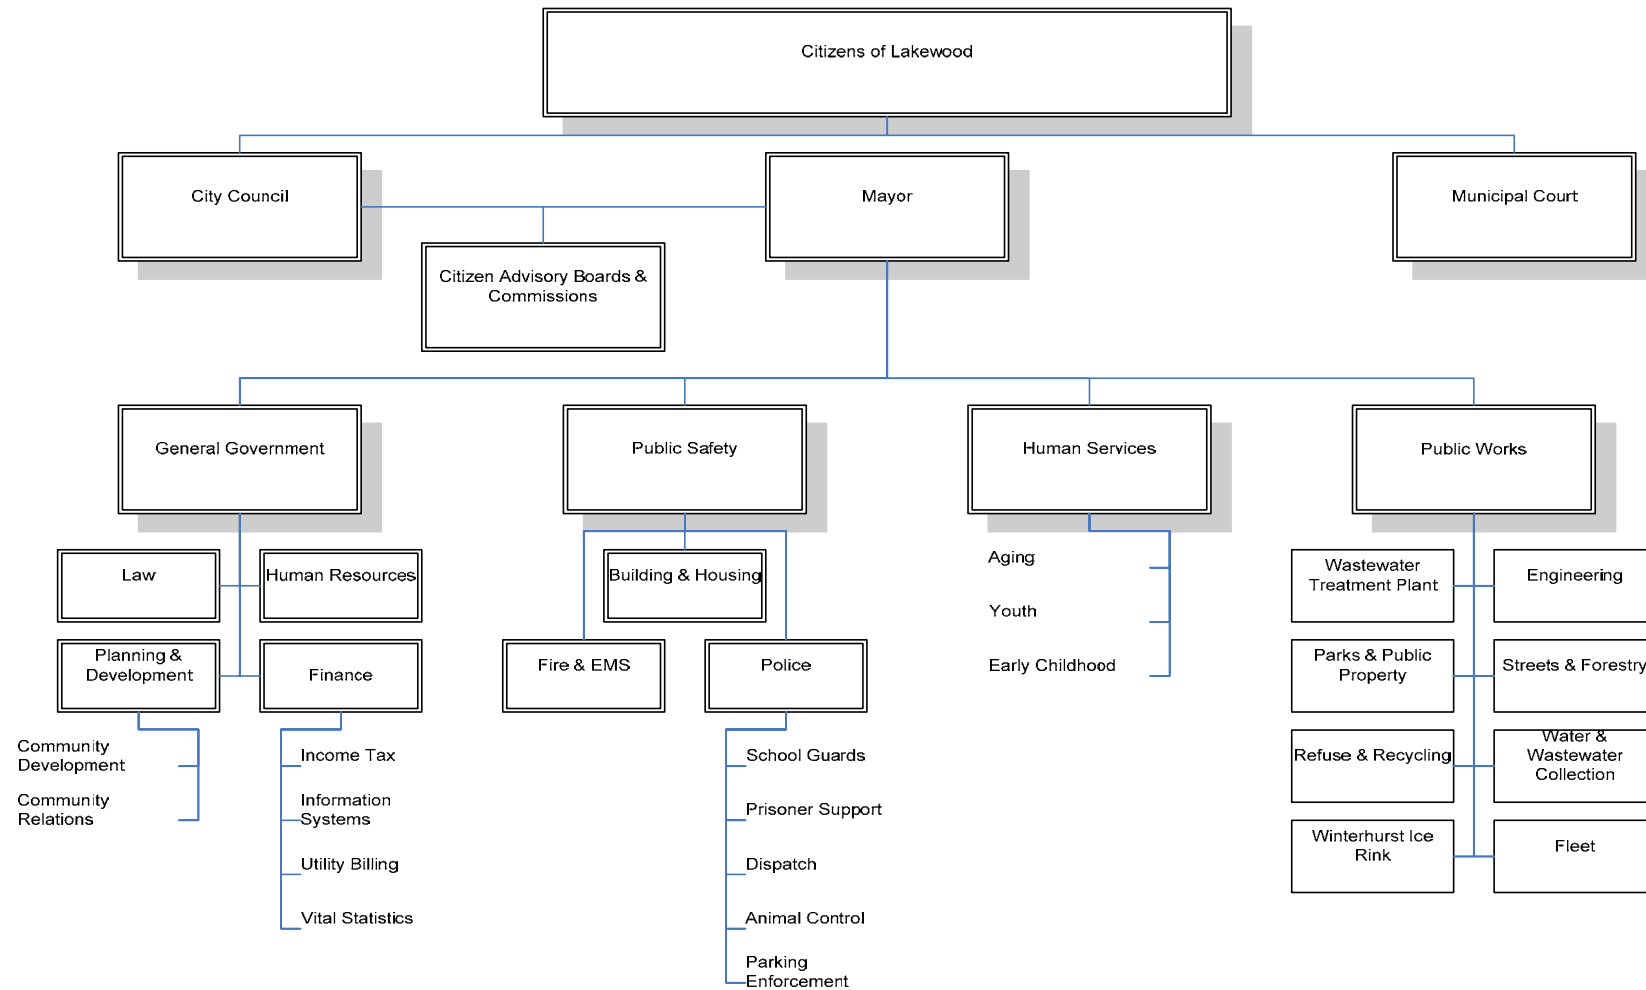 Citizens of Lakewood
City Council
Mayor
Municipal Court
Citizen Advisory Boards &
Commissions
General Government
Public Safety
Human Services
Public Works
Law
Human Resources
Planning &
Development
Finance
Community
Development
Community
Relations
Income Tax
Information
Systems
Utility Billing
Vital Statistics
Building & Housing
Fire & EMS
Police
School Guards
Prisoner Support
Dispatch
Animal Control
Parking
Enforcement
Aging
Youth
Early Childhood
Wastewater
Treatment Plant
Engineering
Parks & Public
Property
Streets & Forestry
Refuse & Recycling
Water &
Wastewater
Collection
Winterhurst Ice
Rink
Fleet